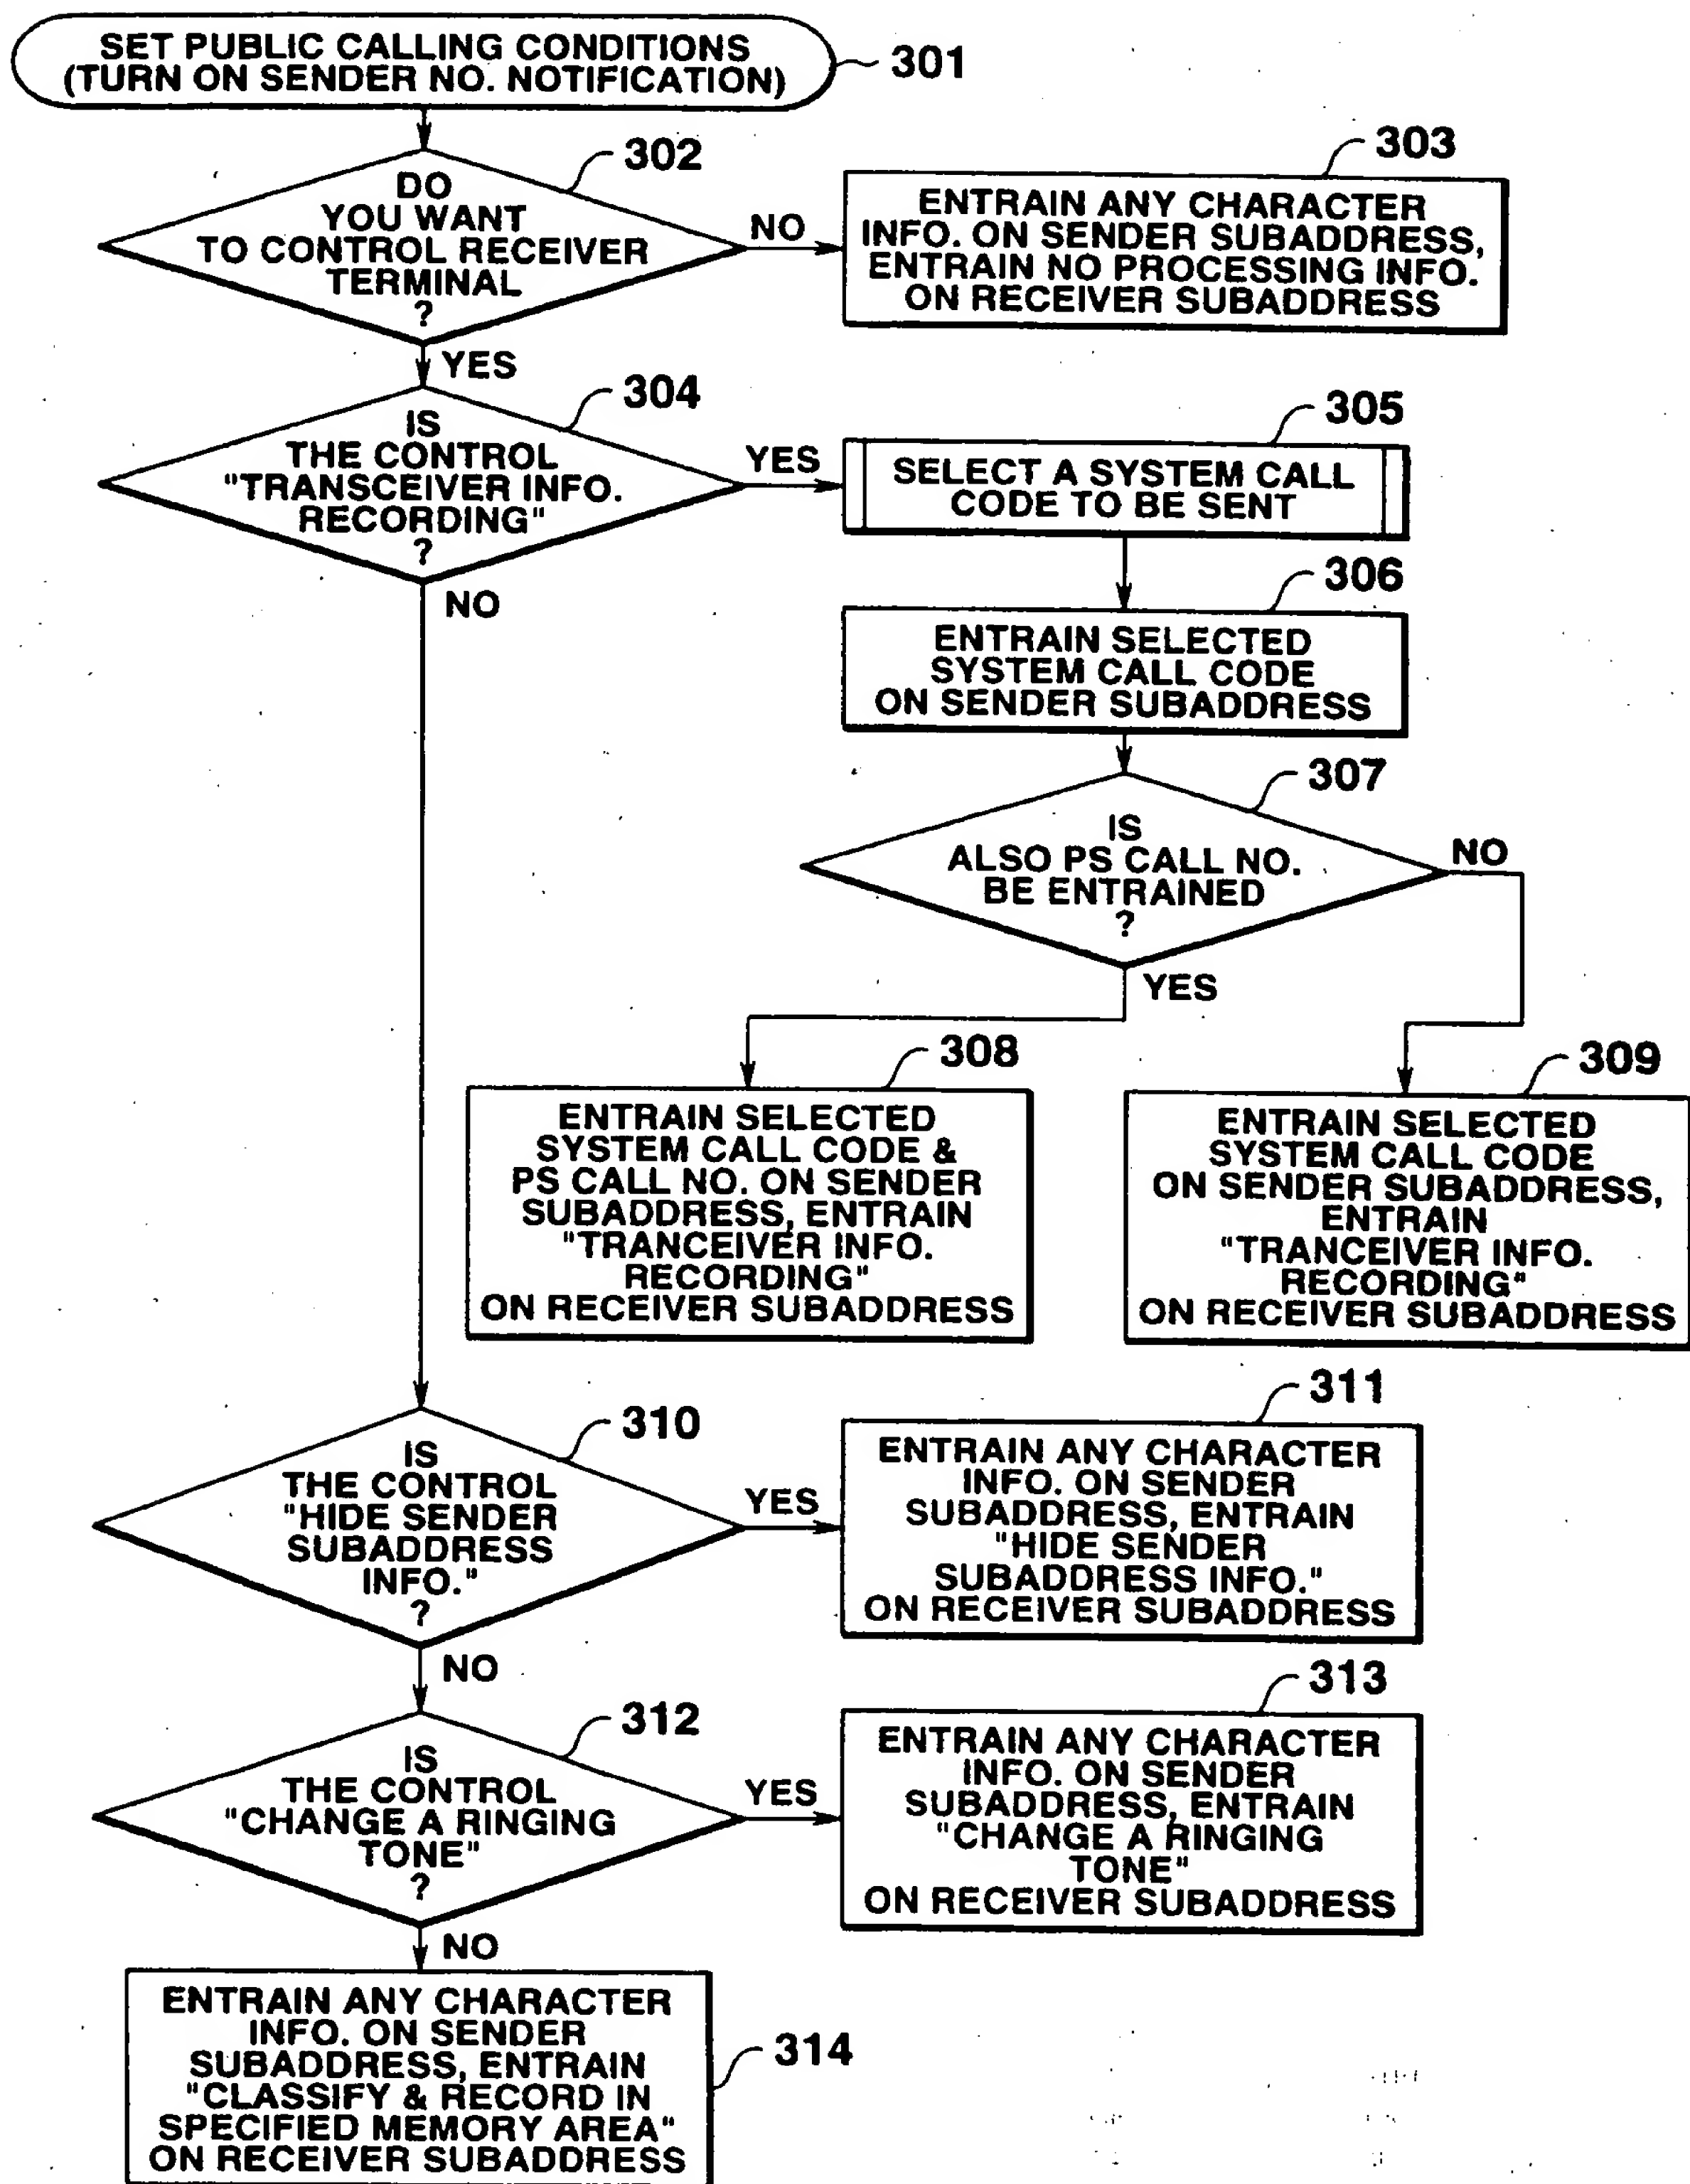 SET PUBLIC CALLING CONDITIONS
(TURN ON SENDER NO. NOTIFICATION)
301
302
DO
YOU WANT
TO CONTROL RECEIVER
TERMINAL
?
NO
303
ENTRAIN ANY CHARACTER
INFO. ON SENDER SUBADDRESS,
ENTRAIN NO PROCESSING INFO.
ON RECEIVER SUBADDRESS
YES
304
IS
THE CONTROL
"TRANSCEIVER INFO.
RECORDING"
?
YES
305
SELECT A SYSTEM CALL
CODE TO BE SENT
NO
306
ENTRAIN SELECTED
SYSTEM CALL CODE
ON SENDER SUBADDRESS
307
IS
ALSO PS CALL NO.
BE ENTRAINED
?
NO
YES
308
ENTRAIN SELECTED
SYSTEM CALL CODE &
PS CALL NO. ON SENDER
SUBADDRESS, ENTRAIN
"TRANCEIVER INFO.
RECORDING"
ON RECEIVER SUBADDRESS
309
ENTRAIN SELECTED
SYSTEM CALL CODE
ON SENDER SUBADDRESS,
ENTRAIN
"TRANCEIVER INFO.
RECORDING"
ON RECEIVER SUBADDRESS
310
IS
THE CONTROL
"HIDE SENDER
SUBADDRESS
INFO."
?
YES
311
ENTRAIN ANY CHARACTER
INFO. ON SENDER
SUBADDRESS, ENTRAIN
"HIDE SENDER
SUBADDRESS INFO."
ON RECEIVER SUBADDRESS
NO
312
IS
THE CONTROL
"CHANGE A RINGING
TONE"
?
YES
313
ENTRAIN ANY CHARACTER
INFO. ON SENDER
SUBADDRESS, ENTRAIN
"CHANGE A RINGING
TONE"
ON RECEIVER SUBADDRESS
NO
314
ENTRAIN ANY CHARACTER
INFO. ON SENDER
SUBADDRESS, ENTRAIN
"CLASSIFY & RECORD IN
SPECIFIED MEMORY AREA"
ON RECEIVER SUBADDRESS